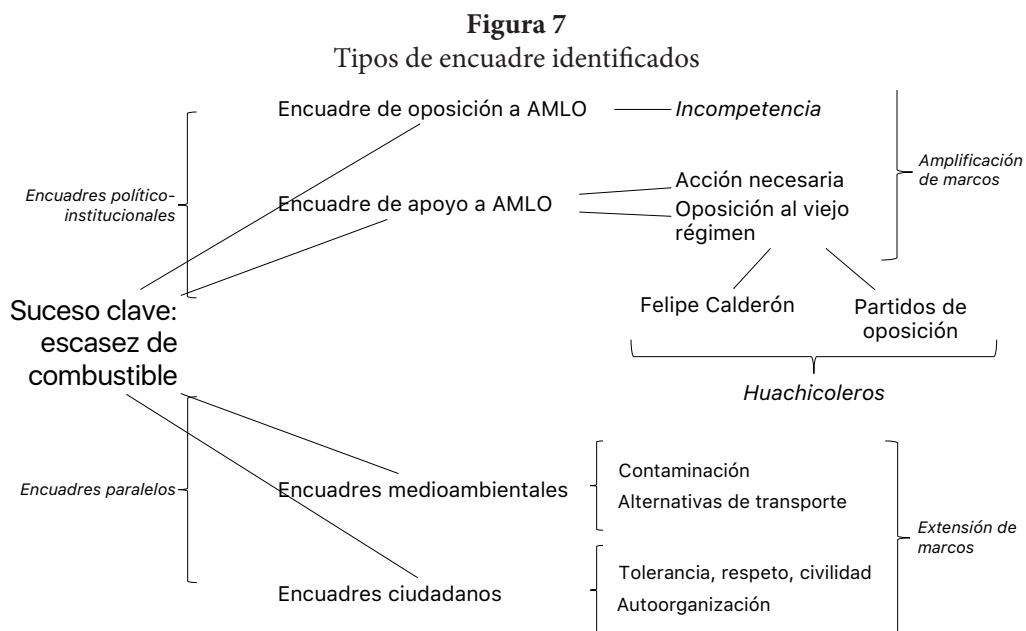 Figura 7
Tipos de encuadre identificados
Encuadre de oposición a AMLO
Incompetencia
Amplificación
de marcos
Encuadres político-
institucionales
Encuadre de apoyo a AMLO
Acción necesaria
Oposición al viejo
régimen
Felipe Calderón
Partidos de
oposición
Huachicoleros
Suceso clave:
escasez de
combustible
Encuadres paralelos
Encuadres medioambientales
Contaminación
Alternativas de transporte
Extensión de
marcos
Encuadres ciudadanos
Tolerancia, respeto, civilidad
Autoorganización